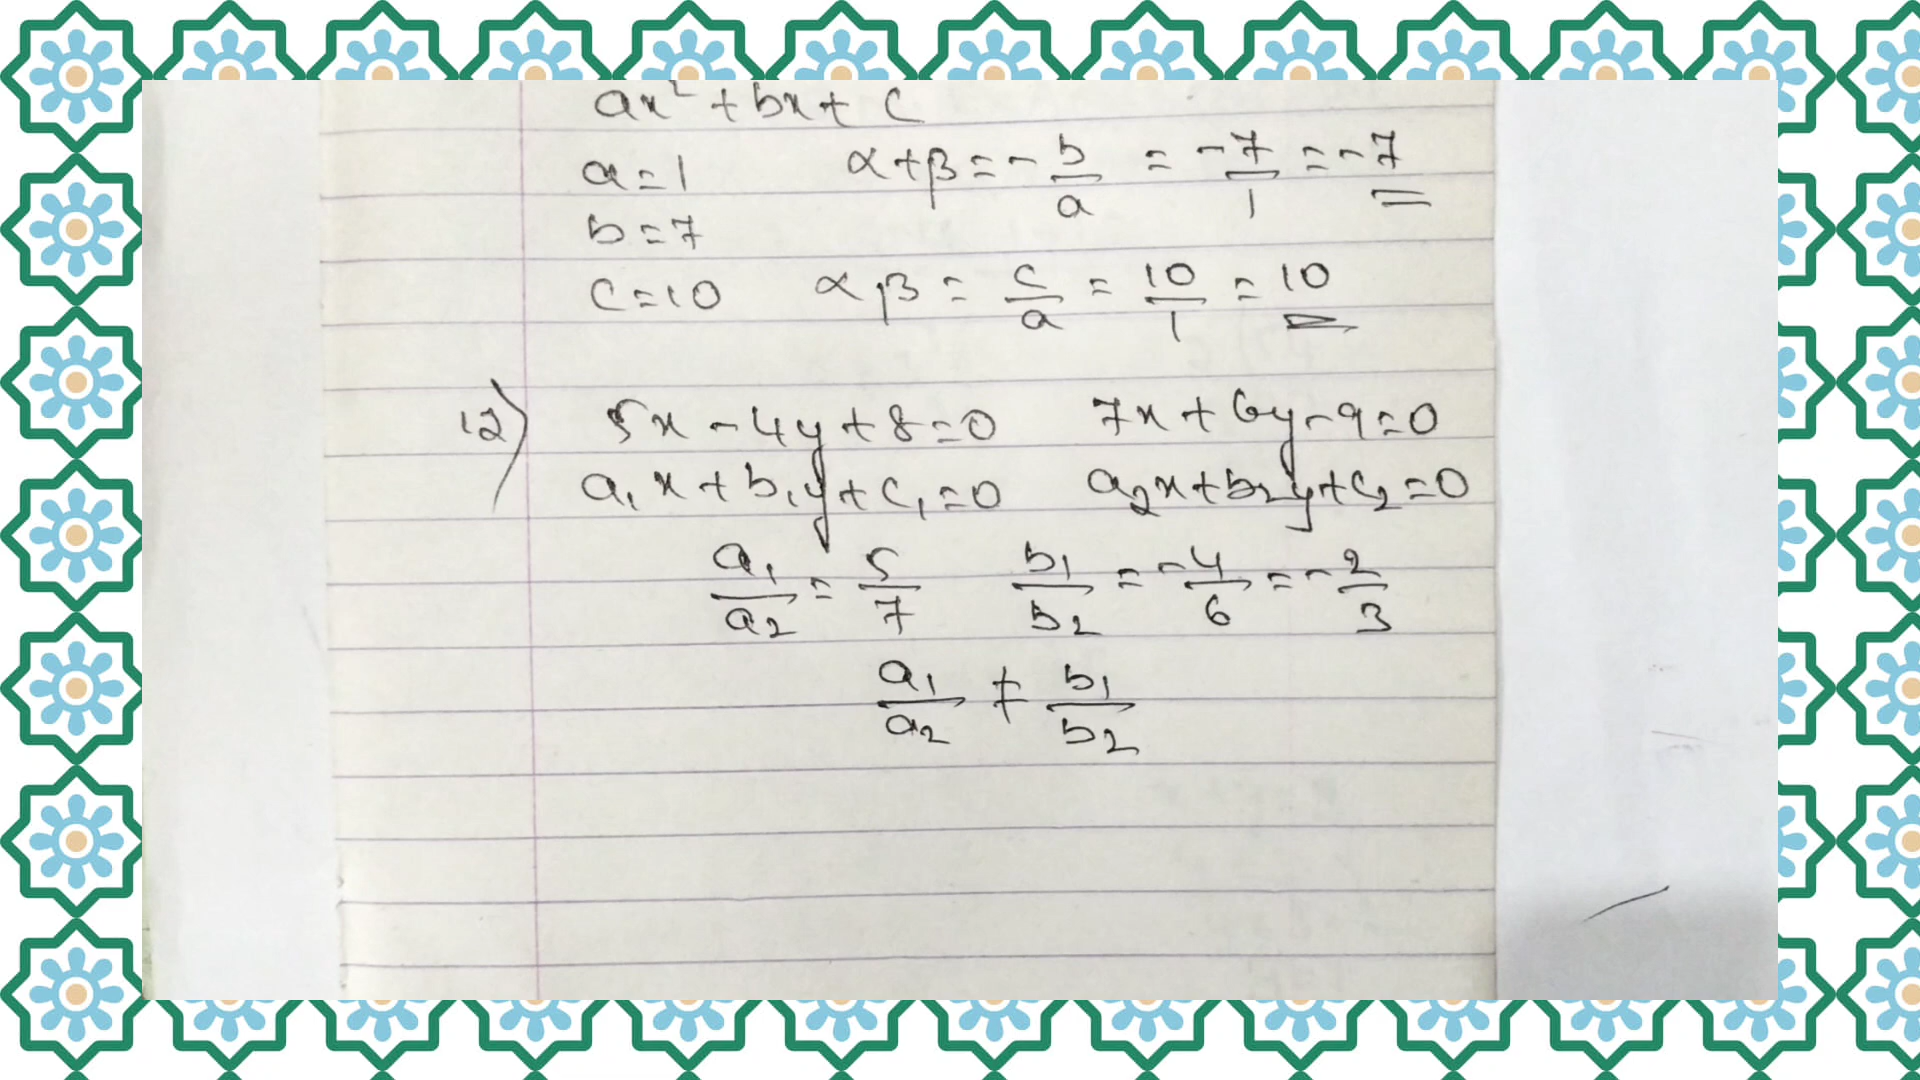 ax² + bx + c
a = 1 α + β = - b/a = -7/1 = -7
b = 7
c = 10 αβ = c/a = 10/1 = 10
12) 5x - 4y + 8 = 0 7x + 6y - 9 = 0
a₁x + b₁y + c₁ = 0 a₂x + b₂y + c₂ = 0
a₁/a₂ = 5/7 b₁/b₂ = -4/6 = -2/3
a₁/a₂ ≠ b₁/b₂